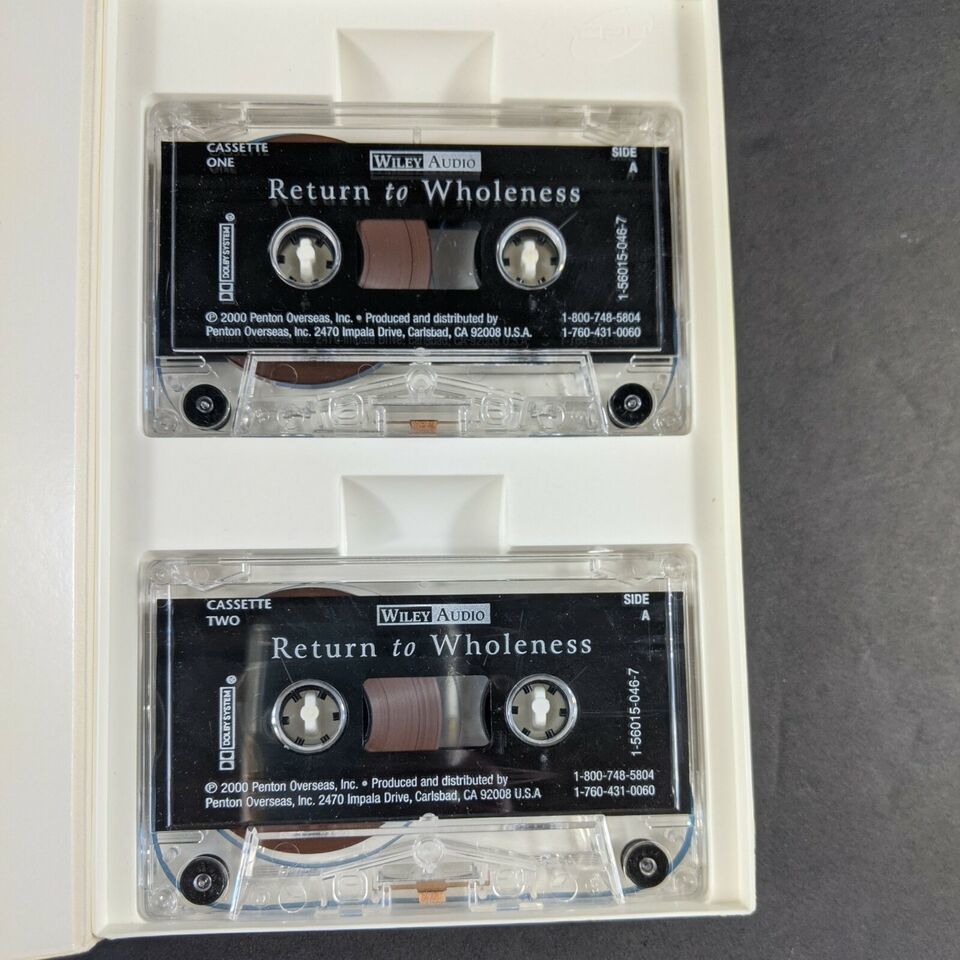 CASSETTE
ONE
WILEY AUDIO
SIDE
A
Return to Wholeness
DOLBY SYSTEM ®
1-56015-046-7
℗ 2000 Penton Overseas, Inc. • Produced and distributed by
Penton Overseas, Inc. 2470 Impala Drive, Carlsbad, CA 92008 U.S.A.
1-800-748-5804
1-760-431-0060
CASSETTE
TWO
WILEY AUDIO
SIDE
A
Return to Wholeness
DOLBY SYSTEM ®
1-56015-046-7
℗ 2000 Penton Overseas, Inc. • Produced and distributed by
Penton Overseas, Inc. 2470 Impala Drive, Carlsbad, CA 92008 U.S.A
1-800-748-5804
1-760-431-0060